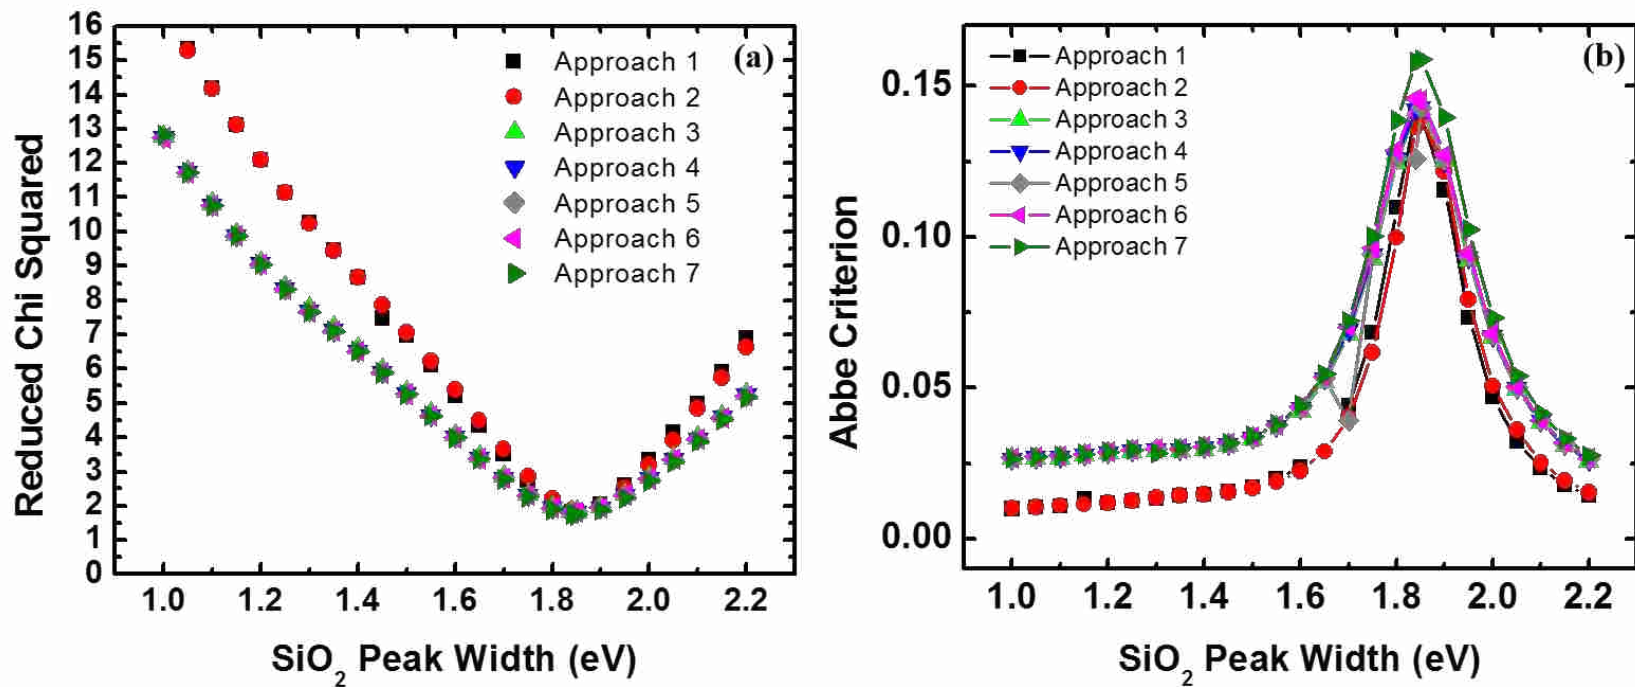 (a)
Approach 1
Approach 2
Approach 3
Approach 4
Approach 5
Approach 6
Approach 7
Reduced Chi Squared
16
15
14
13
12
11
10
9
8
7
6
5
4
3
2
1
0
1.0 1.2 1.4 1.6 1.8 2.0 2.2
SiO₂ Peak Width (eV)
(b)
Approach 1
Approach 2
Approach 3
Approach 4
Approach 5
Approach 6
Approach 7
Abbe Criterion
0.15
0.10
0.05
0.00
1.0 1.2 1.4 1.6 1.8 2.0 2.2
SiO₂ Peak Width (eV)